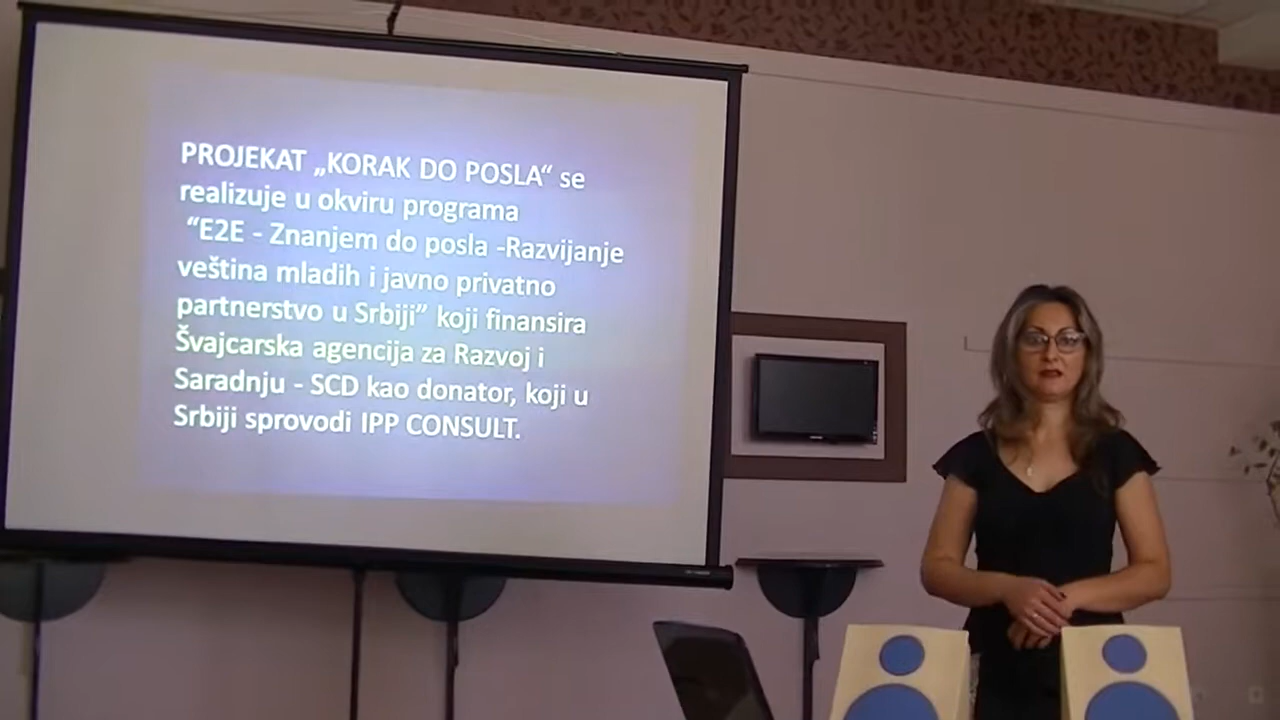 PROJEKAT „KORAK DO POSLA“ se
realizuje u okviru programa
“E2E - Znanjem do posla -Razvijanje
veština mladih i javno privatno
partnerstvo u Srbiji” koji finansira
Švajcarska agencija za Razvoj i
Saradnju - SCD kao donator, koji u
Srbiji sprovodi IPP CONSULT.